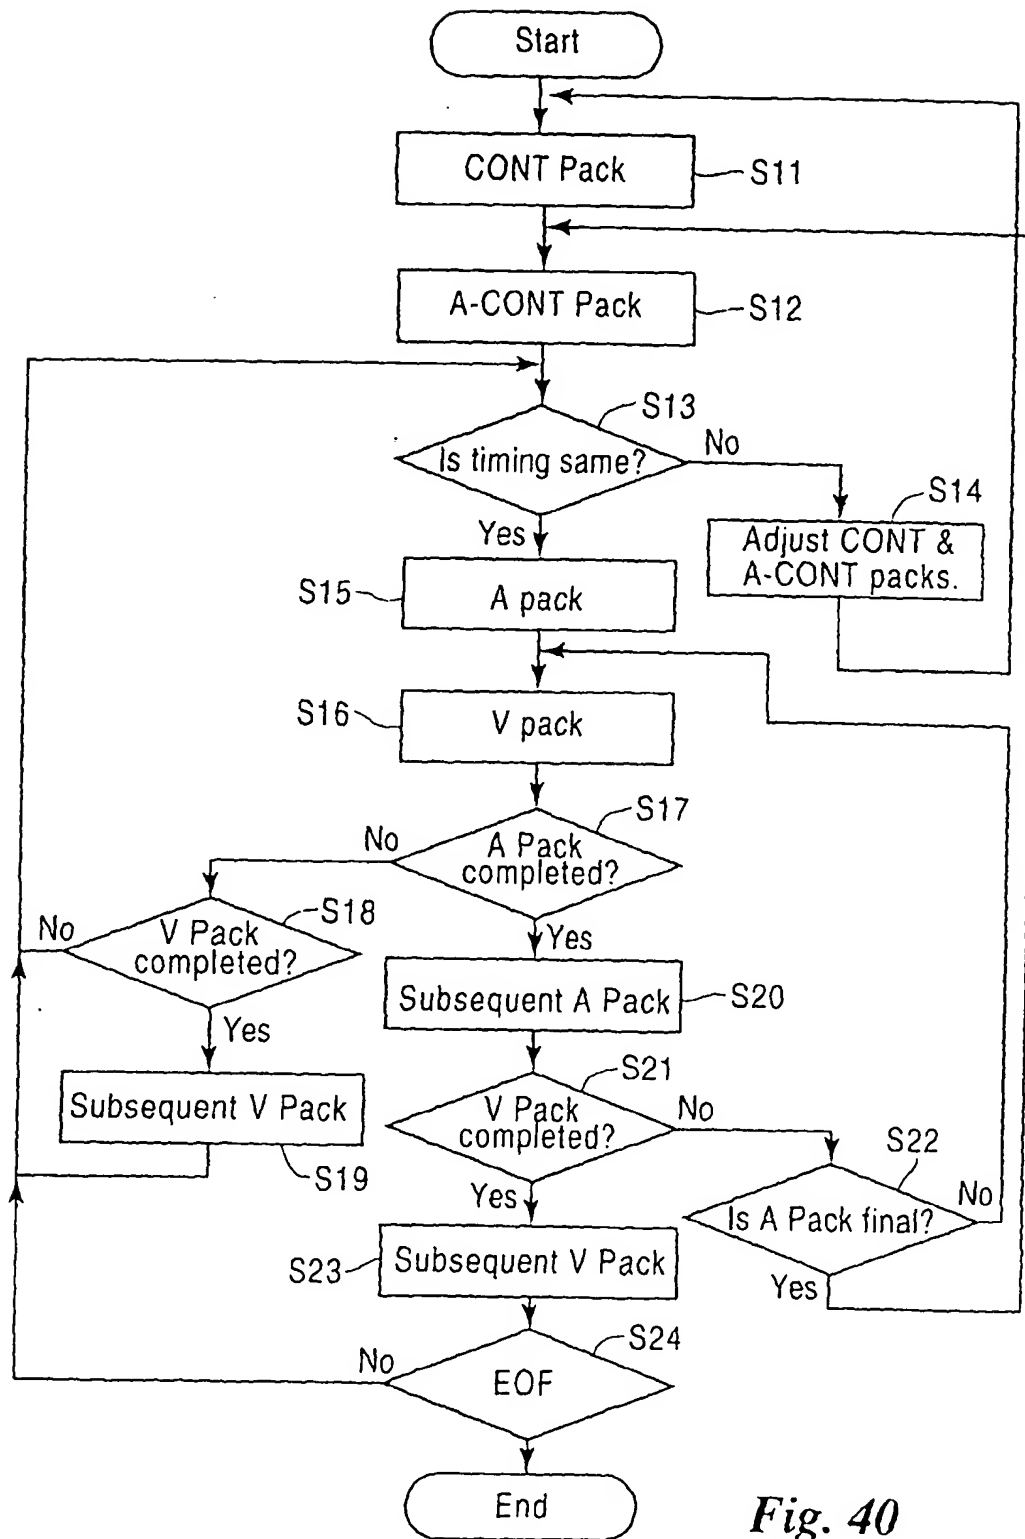 Start
CONT Pack
S11
A-CONT Pack
S12
S13
Is timing same?
No
S14
Adjust CONT &
A-CONT packs.
Yes
S15
A pack
S16
V pack
S17
A Pack
completed?
No
S18
V Pack
completed?
No
Yes
Subsequent V Pack
S19
Yes
Subsequent A Pack
S20
S21
V Pack
completed?
No
S22
Is A Pack final?
No
Yes
Yes
S23
Subsequent V Pack
S24
EOF
No
End
Fig. 40